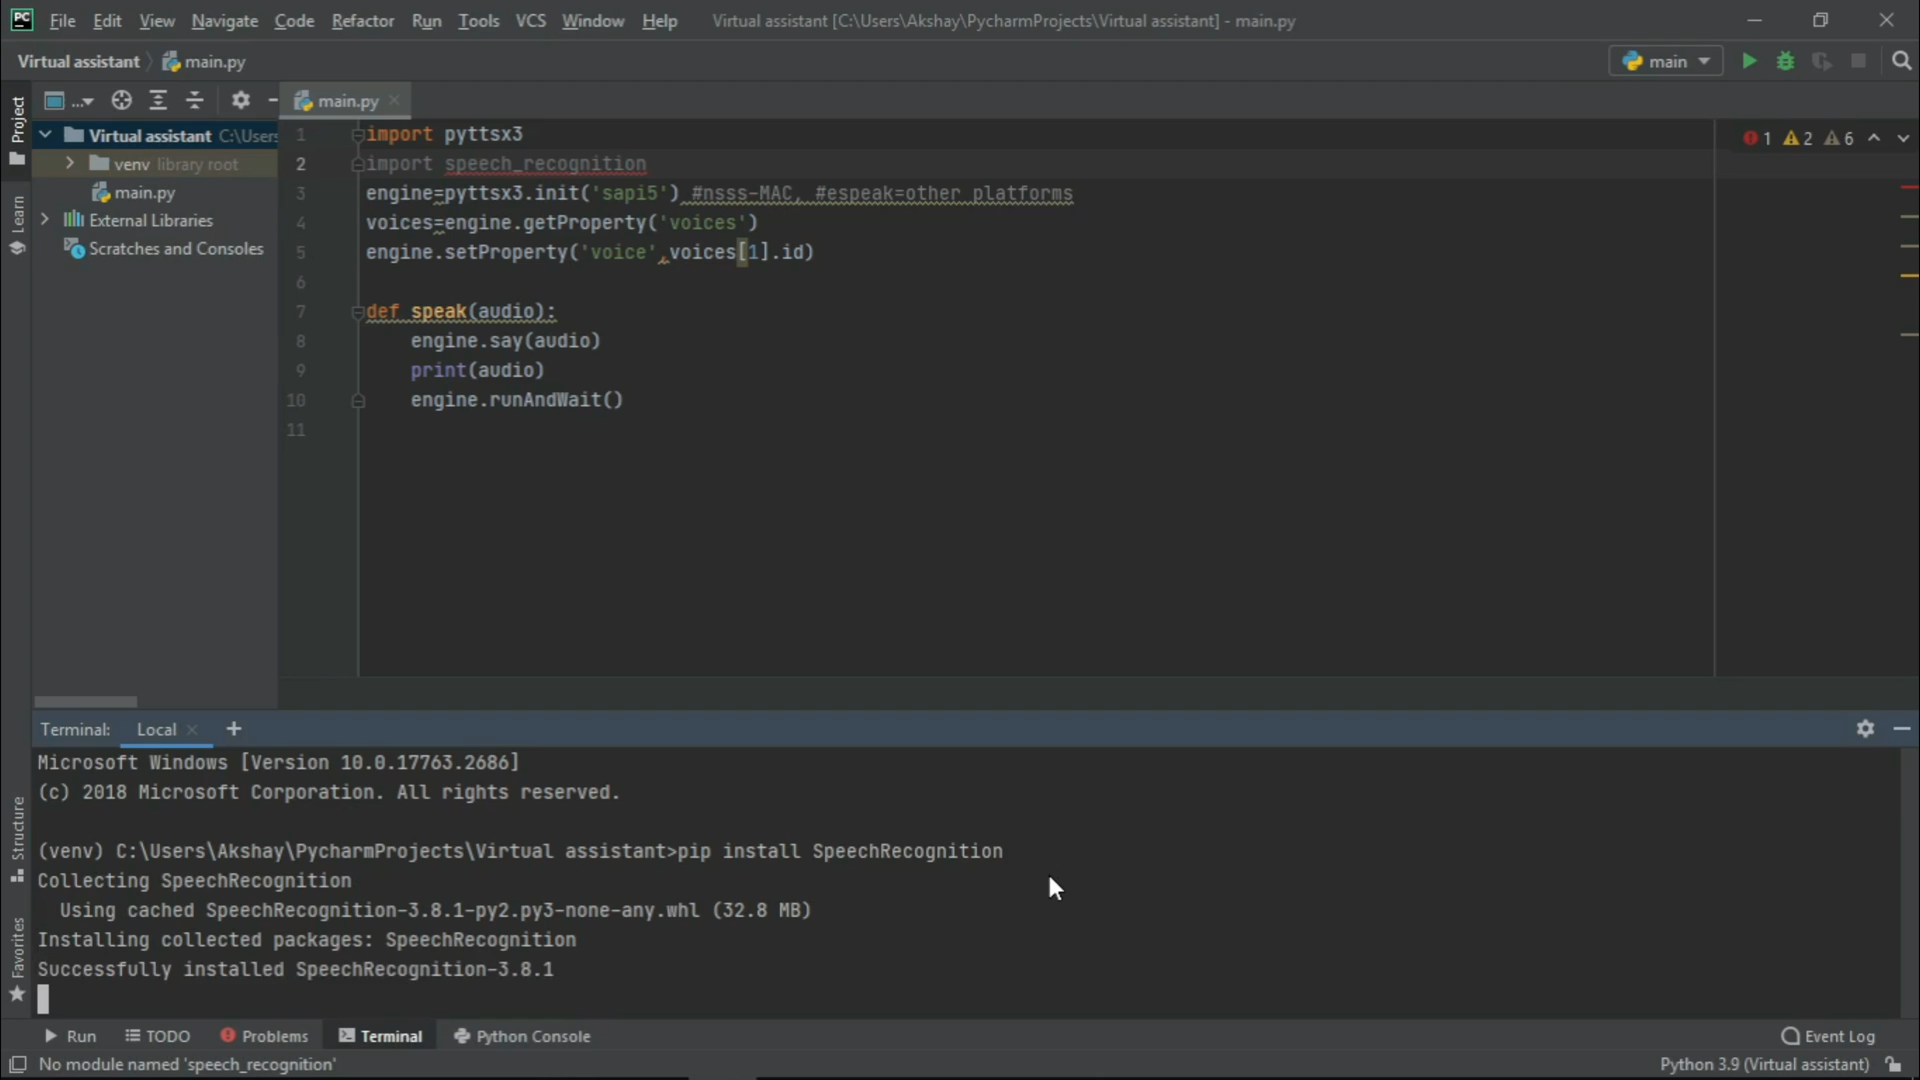 PC File Edit View Navigate Code Refactor Run Tools VCS Window Help Virtual assistant [C:\Users\Akshay\PycharmProjects\Virtual assistant] - main.py
Virtual assistant main.py main
... main.py
Project
Learn
Structure
Favorites
Virtual assistant C:\Users
venv library root
main.py
External Libraries
Scratches and Consoles
1 2 6
1 import pyttsx3
2 import speech_recognition
3 engine=pyttsx3.init('sapi5') #nsss-MAC, #espeak=other platforms
4 voices=engine.getProperty('voices')
5 engine.setProperty('voice',voices[1].id)
6
7 def speak(audio):
8 engine.say(audio)
9 print(audio)
10 engine.runAndWait()
11
Terminal: Local +
Microsoft Windows [Version 10.0.17763.2686]
(c) 2018 Microsoft Corporation. All rights reserved.
(venv) C:\Users\Akshay\PycharmProjects\Virtual assistant>pip install SpeechRecognition
Collecting SpeechRecognition
Using cached SpeechRecognition-3.8.1-py2.py3-none-any.whl (32.8 MB)
Installing collected packages: SpeechRecognition
Successfully installed SpeechRecognition-3.8.1
Run TODO Problems Terminal Python Console Event Log
No module named 'speech_recognition' Python 3.9 (Virtual assistant)